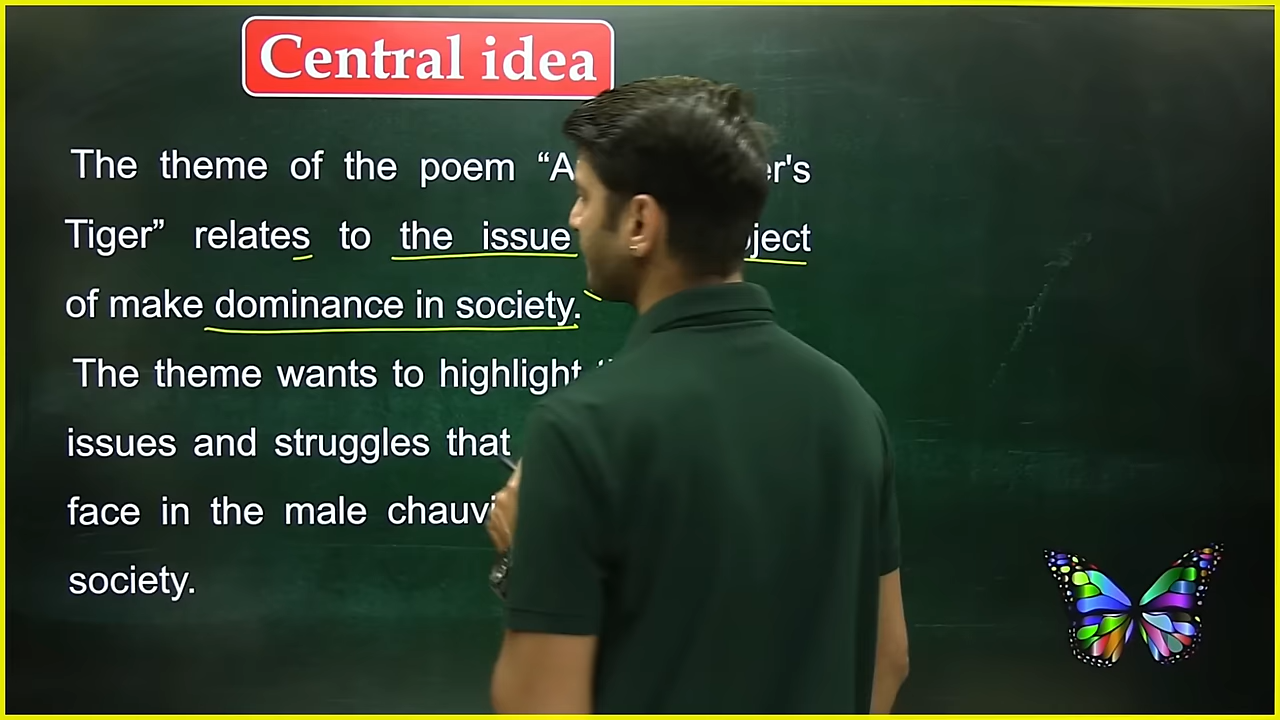 Central idea
The theme of the poem “A er's
Tiger” relates to the issue ject
of make dominance in society.
The theme wants to highlight
issues and struggles that
face in the male chauvi
society.